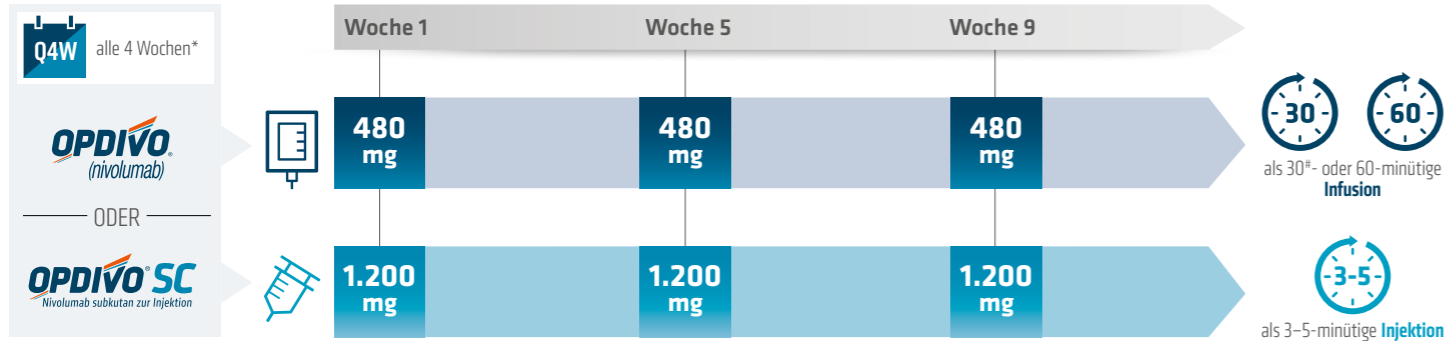 Woche 1 Woche 5 Woche 9
Q4W alle 4 Wochen*
OPDIVO®
(nivolumab)
480 mg 480 mg 480 mg
30 60
als 30#- oder 60-minütige
Infusion
ODER
OPDIVO® SC
Nivolumab subkutan zur Injektion
1.200 mg 1.200 mg 1.200 mg
3-5
als 3–5-minütige Injektion